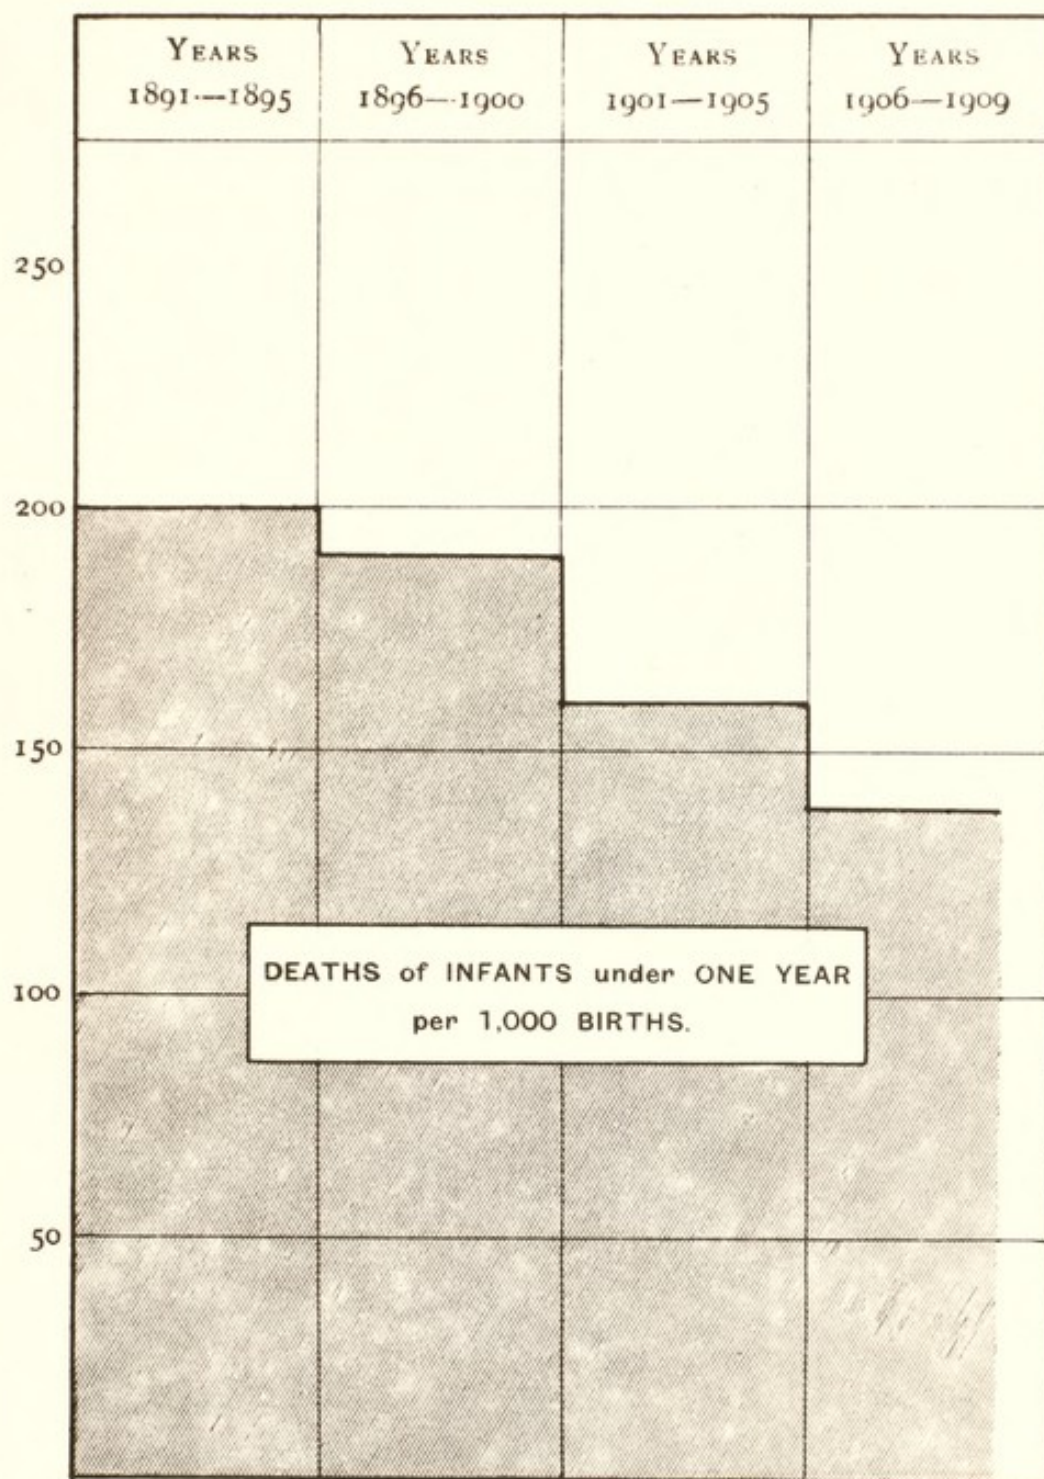 YEARS
1891—1895
YEARS
1896—1900
YEARS
1901—1905
YEARS
1906—1909
250
200
150
100
50
DEATHS of INFANTS under ONE YEAR
per 1,000 BIRTHS.